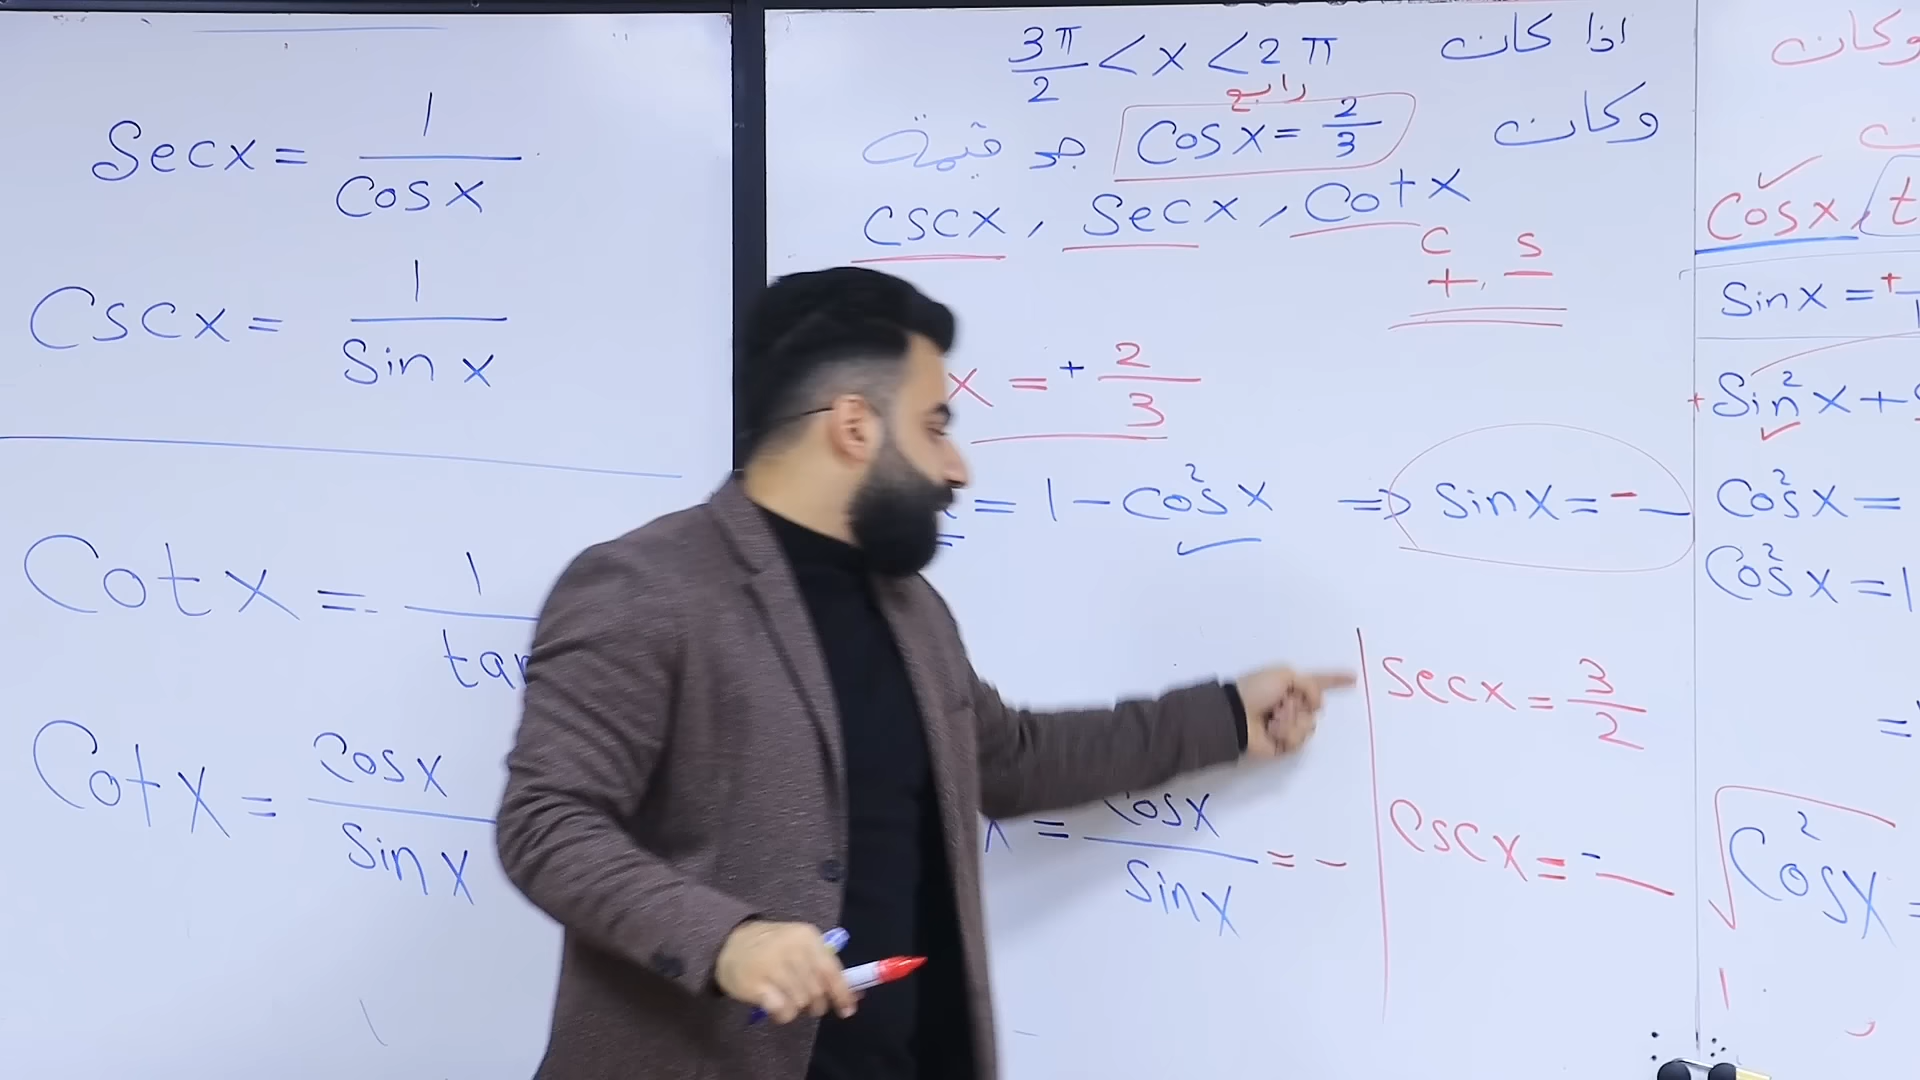 Secx = 1/Cosx
Cscx = 1/Sin x
Cot x = 1/tan
Cot x = Cosx/Sinx
اذا كان 3π/2 < x < 2π
رابع
وكان Cosx = 2/3 جد قيمة
cscx , Secx , Cotx
C S
+ , −
x = + 2/3
= 1 − Cos²x ⇒ Sinx = −
Secx = 3/2
x = Cosx/Sinx = −
Cscx = −
وكان
Cosx , t
Sinx = +
+ Sin²x +
Cos²x =
Cos²x = 1
=
√Cos²x =